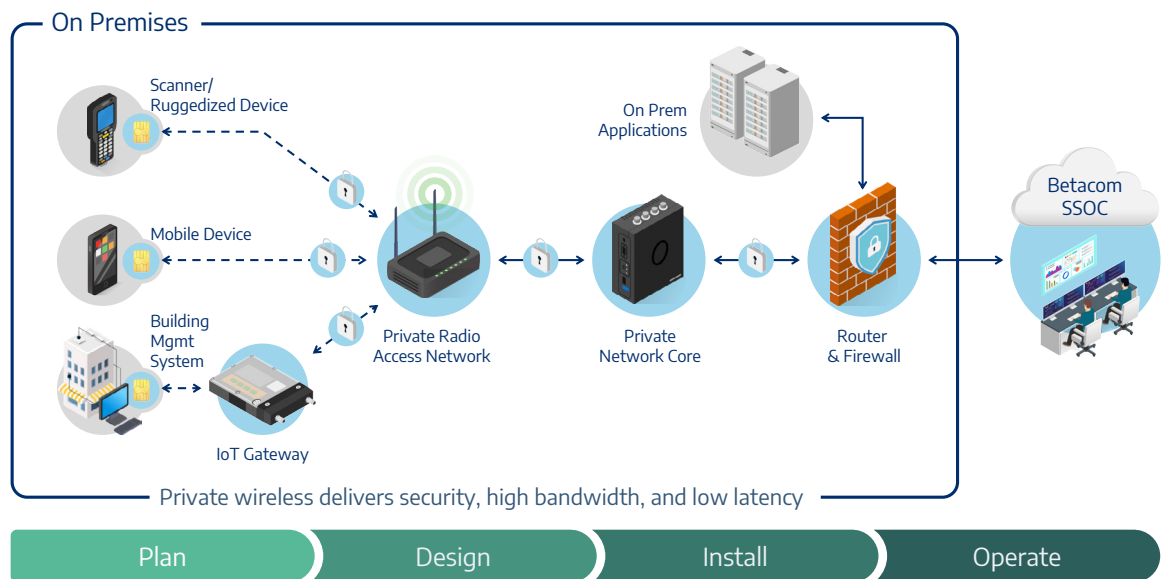 On Premises
Scanner/
Ruggedized Device
On Prem
Applications
Betacom
SSOC
Mobile Device
Building
Mgmt
System
Private Radio
Access Network
Private
Network Core
Router
& Firewall
IoT Gateway
Private wireless delivers security, high bandwidth, and low latency
Plan
Design
Install
Operate